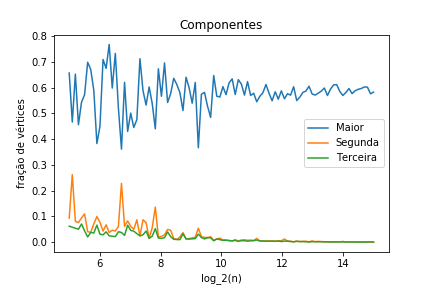 Componentes
fração de vértices
0.8
0.7
0.6
0.5
0.4
0.3
0.2
0.1
0.0
Maior
Segunda
Terceira
6 8 10 12 14
log_2(n)